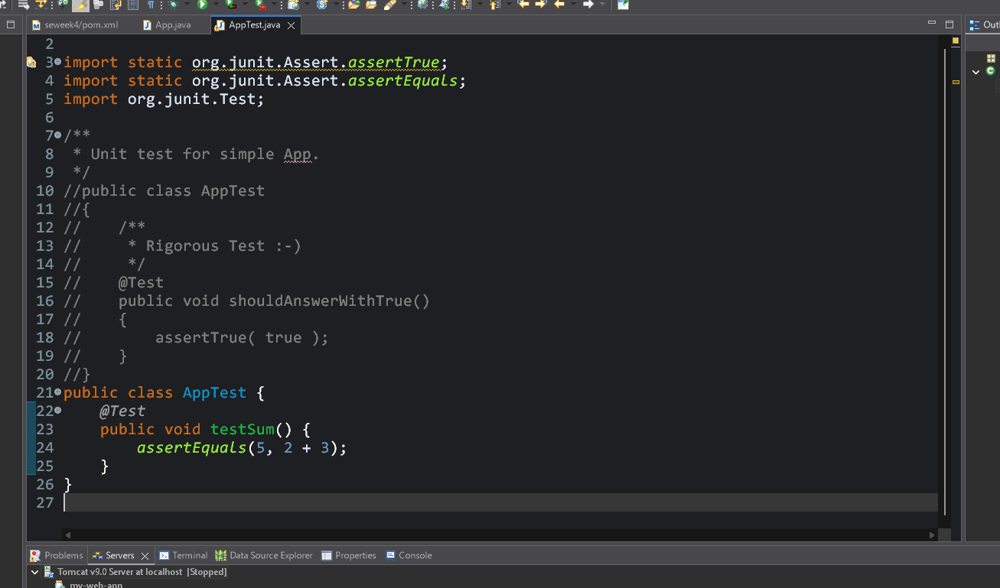 seweek4/pom.xml App.java AppTest.java
Out
2
3 import static org.junit.Assert.assertTrue;
4 import static org.junit.Assert.assertEquals;
5 import org.junit.Test;
6
7 /**
8  * Unit test for simple App.
9  */
10 //public class AppTest
11 //{
12 //    /**
13 //     * Rigorous Test :-)
14 //     */
15 //    @Test
16 //    public void shouldAnswerWithTrue()
17 //    {
18 //        assertTrue( true );
19 //    }
20 //}
21 public class AppTest {
22     @Test
23     public void testSum() {
24         assertEquals(5, 2 + 3);
25     }
26 }
27
Problems Servers Terminal Data Source Explorer Properties Console
Tomcat v9.0 Server at localhost [Stopped]
my-web-app